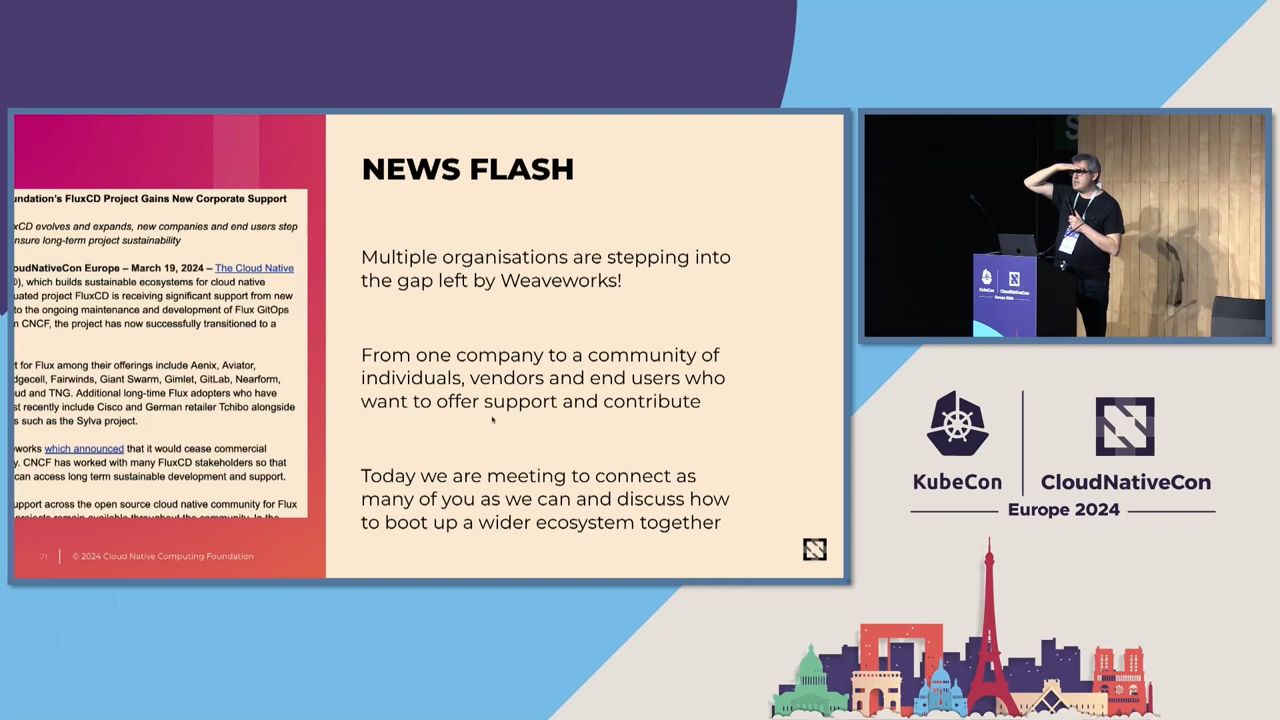 undation's FluxCD Project Gains New Corporate Support
xCD evolves and expands, new companies and end users step
nsure long-term project sustainability
oudNativeCon Europe – March 19, 2024 – The Cloud Native
), which builds sustainable ecosystems for cloud native
uated project FluxCD is receiving significant support from new
to the ongoing maintenance and development of Flux GitOps
n CNCF, the project has now successfully transitioned to a
t for Flux among their offerings include Aenix, Aviator,
dgecell, Fairwinds, Giant Swarm, Gimlet, GitLab, Nearform,
ud and TNG. Additional long-time Flux adopters who have
st recently include Cisco and German retailer Tchibo alongside
s such as the Sylva project.
works which announced that it would cease commercial
y. CNCF has worked with many FluxCD stakeholders so that
can access long term sustainable development and support.
upport across the open source cloud native community for Flux
21
© 2024 Cloud Native Computing Foundation
NEWS FLASH
Multiple organisations are stepping into
the gap left by Weaveworks!
From one company to a community of
individuals, vendors and end users who
want to offer support and contribute
Today we are meeting to connect as
many of you as we can and discuss how
to boot up a wider ecosystem together
S
KubeCon
CloudNativeCon
Europe 2024
KubeCon
CloudNativeCon
Europe 2024